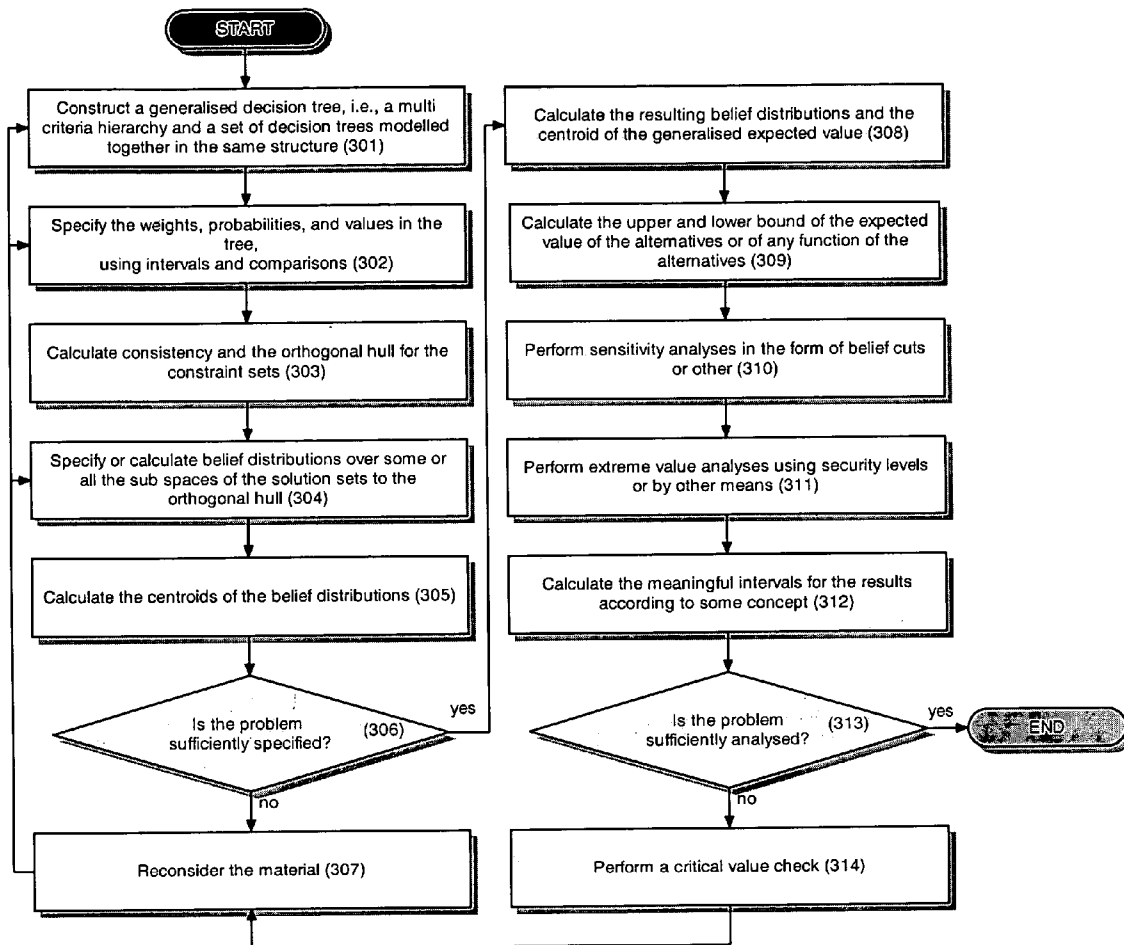 START
Construct a generalised decision tree, i.e., a multi
criteria hierarchy and a set of decision trees modelled
together in the same structure (301)
Specify the weights, probabilities, and values in the
tree,
using intervals and comparisons (302)
Calculate consistency and the orthogonal hull for the
constraint sets (303)
Specify or calculate belief distributions over some or
all the sub spaces of the solution sets to the
orthogonal hull (304)
Calculate the centroids of the belief distributions (305)
Is the problem
sufficiently specified?
(306)
yes
no
Reconsider the material (307)
Calculate the resulting belief distributions and the
centroid of the generalised expected value (308)
Calculate the upper and lower bound of the expected
value of the alternatives or of any function of the
alternatives (309)
Perform sensitivity analyses in the form of belief cuts
or other (310)
Perform extreme value analyses using security levels
or by other means (311)
Calculate the meaningful intervals for the results
according to some concept (312)
Is the problem
sufficiently analysed?
(313)
yes
END
no
Perform a critical value check (314)